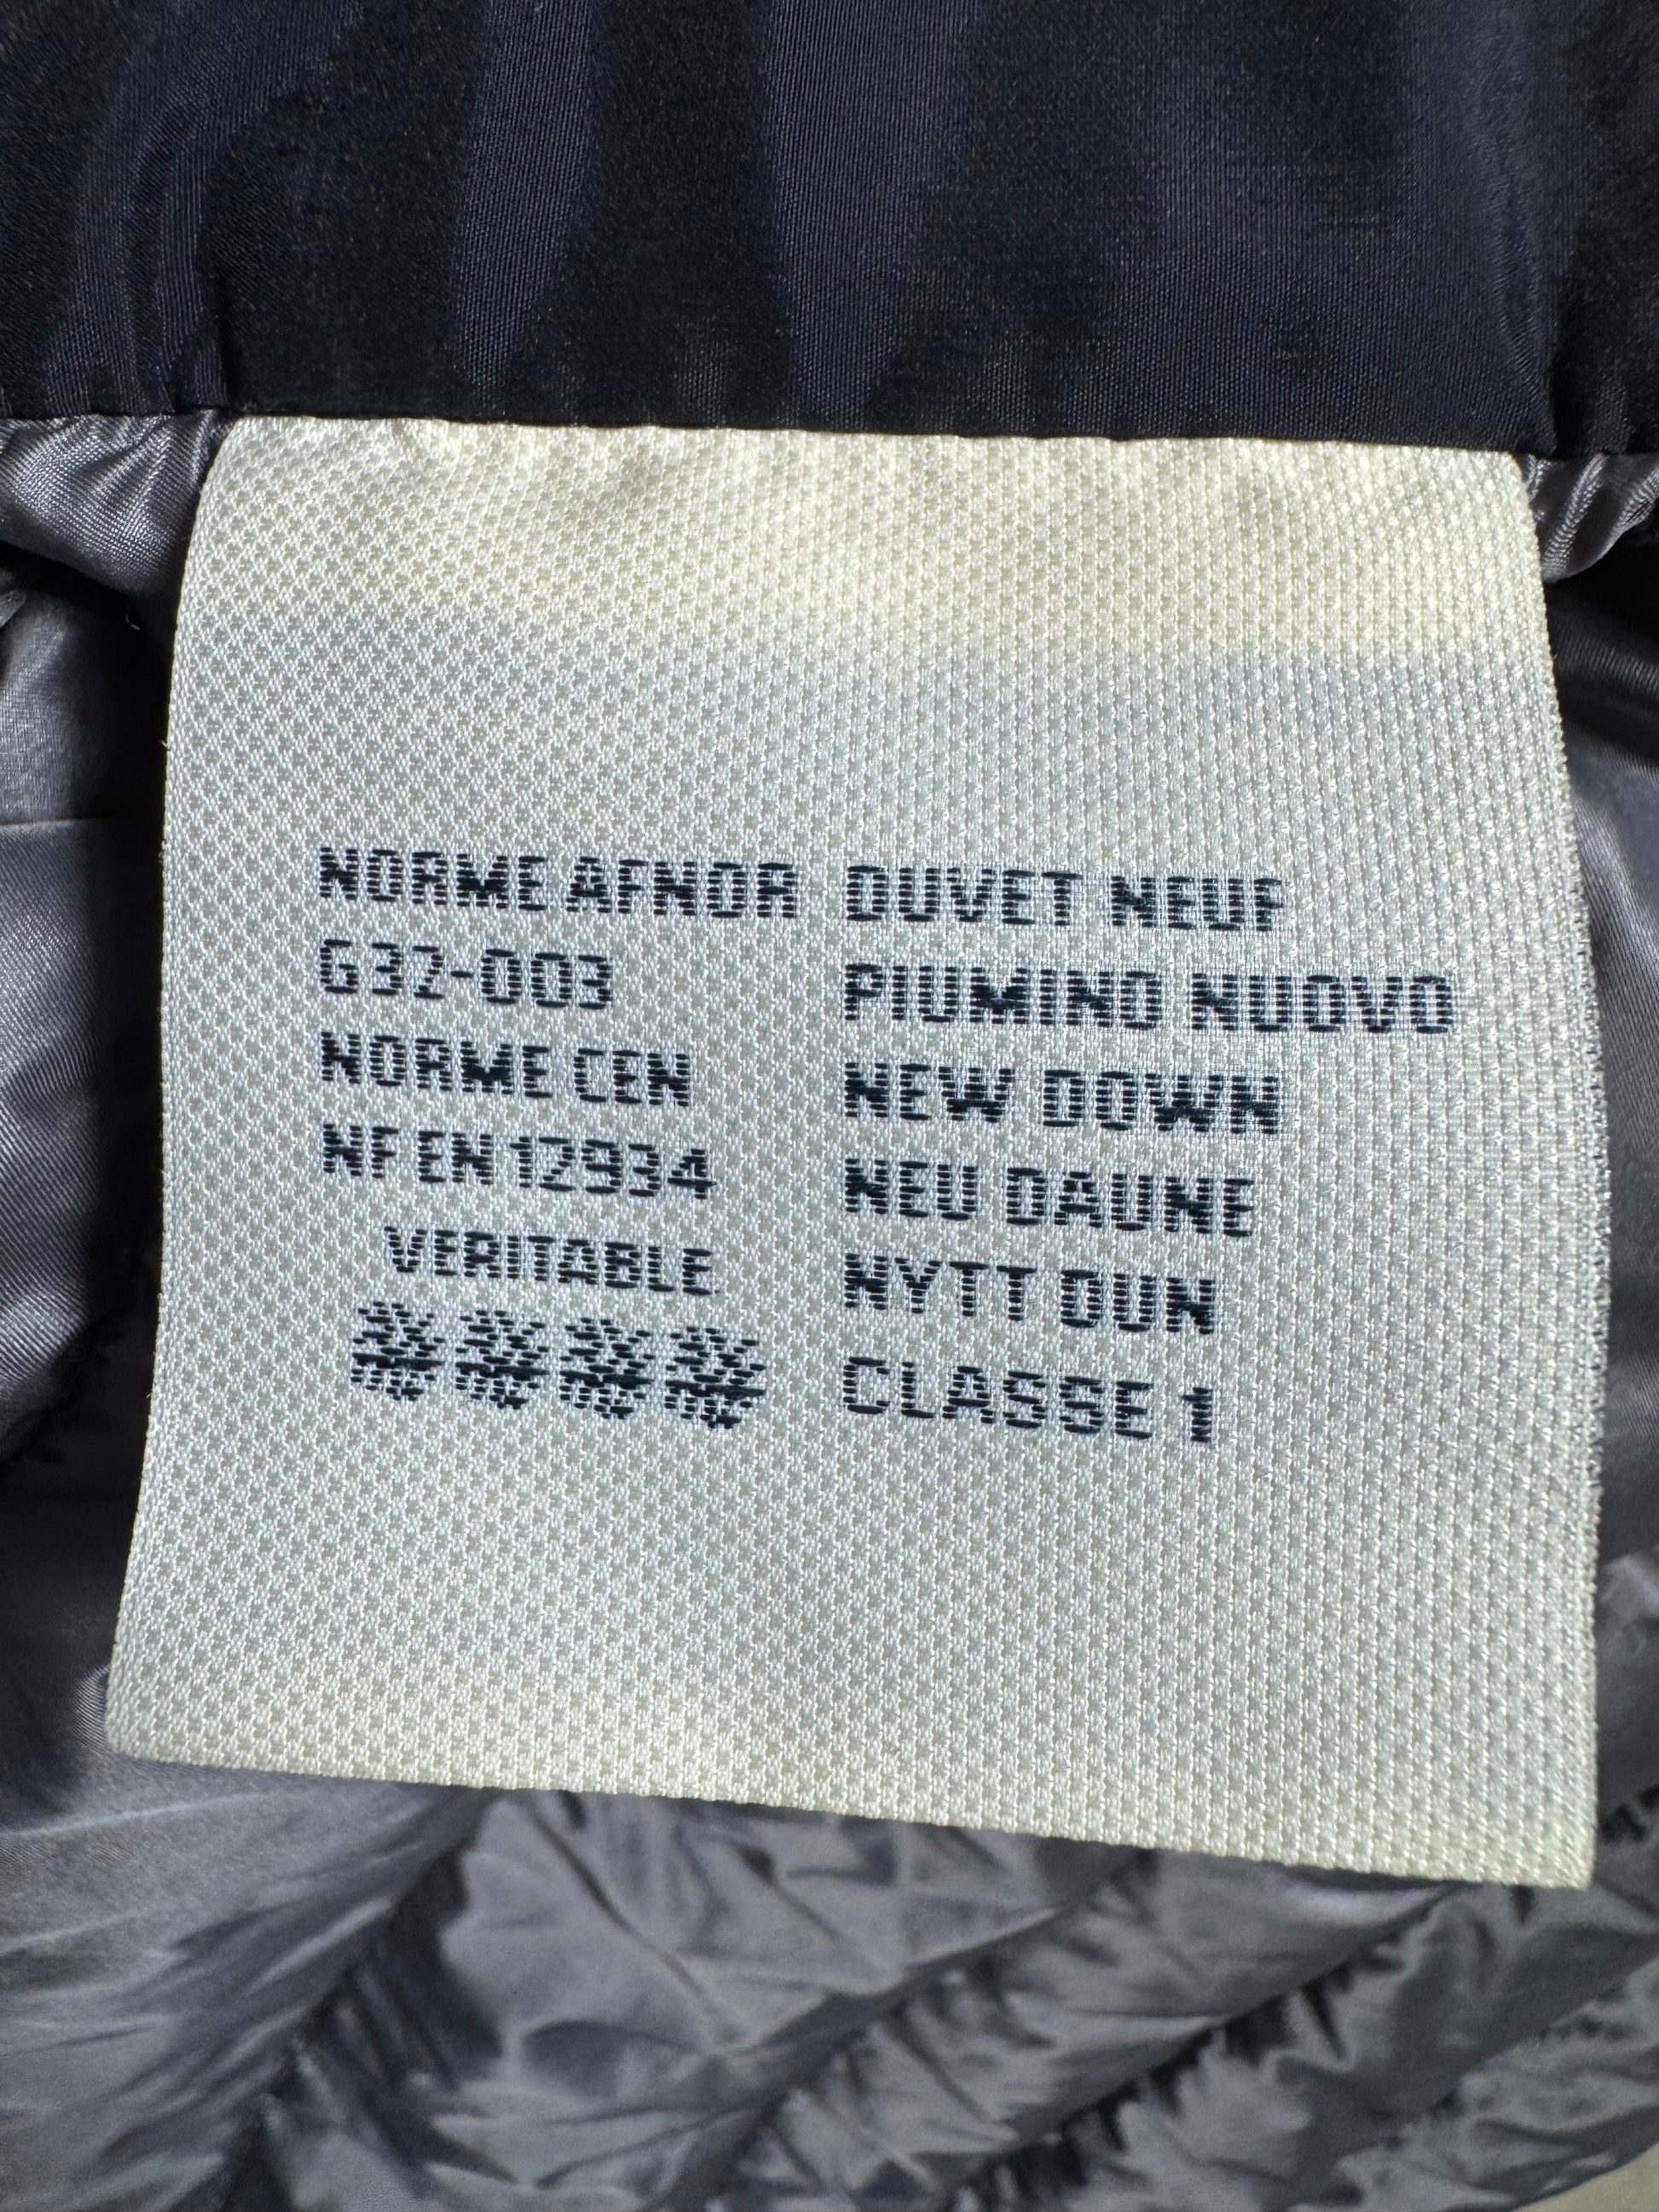 NORME AFNOR
G32-003
NORME CEN
NF EN 12934
VERITABLE
DUVET NEUF
PIUMINO NUOVO
NEW DOWN
NEU DAUNE
NYTT DUN
CLASSE 1